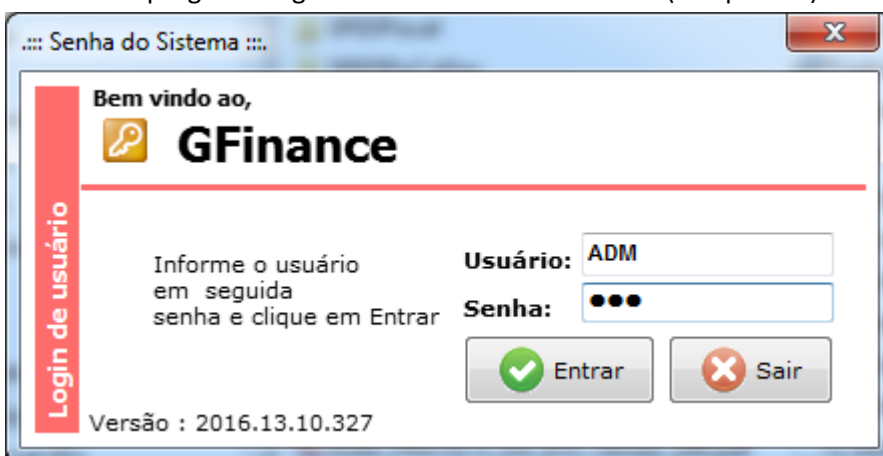 .::: Senha do Sistema :::.
Bem vindo ao,
GFinance
Login de usuário
Informe o usuário
em seguida
senha e clique em Entrar
Usuário: ADM
Senha: ●●●
Entrar
Sair
Versão : 2016.13.10.327